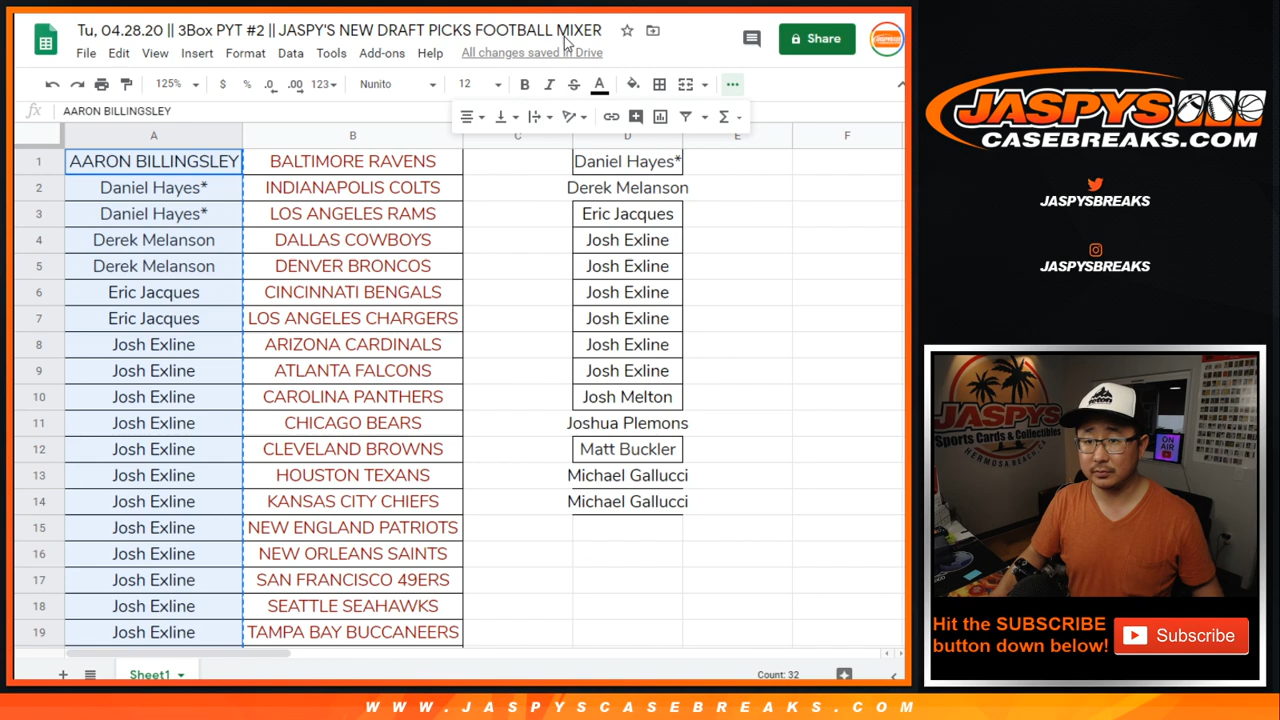 Tu, 04.28.20 || 3Box PYT #2 || JASPY'S NEW DRAFT PICKS FOOTBALL MIXER
File Edit View Insert Format Data Tools Add-ons Help All changes saved in Drive
Share
125% $ % .0 .00 123 Nunito 12 B I S A
fx AARON BILLINGSLEY
A B C D E F
1 AARON BILLINGSLEY BALTIMORE RAVENS Daniel Hayes*
2 Daniel Hayes* INDIANAPOLIS COLTS Derek Melanson
3 Daniel Hayes* LOS ANGELES RAMS Eric Jacques
4 Derek Melanson DALLAS COWBOYS Josh Exline
5 Derek Melanson DENVER BRONCOS Josh Exline
6 Eric Jacques CINCINNATI BENGALS Josh Exline
7 Eric Jacques LOS ANGELES CHARGERS Josh Exline
8 Josh Exline ARIZONA CARDINALS Josh Exline
9 Josh Exline ATLANTA FALCONS Josh Exline
10 Josh Exline CAROLINA PANTHERS Josh Melton
11 Josh Exline CHICAGO BEARS Joshua Plemons
12 Josh Exline CLEVELAND BROWNS Matt Buckler
13 Josh Exline HOUSTON TEXANS Michael Gallucci
14 Josh Exline KANSAS CITY CHIEFS Michael Gallucci
15 Josh Exline NEW ENGLAND PATRIOTS
16 Josh Exline NEW ORLEANS SAINTS
17 Josh Exline SAN FRANCISCO 49ERS
18 Josh Exline SEATTLE SEAHAWKS
19 Josh Exline TAMPA BAY BUCCANEERS
Sheet1 Count: 32
JASPYS
CASEBREAKS.COM
JASPYSBREAKS
JASPYSBREAKS
JASPYS
Sports Cards & Collectibles
HERMOSA BEACH
ON AIR
Hit the SUBSCRIBE
button down below!
Subscribe
WWW.JASPYSCASEBREAKS.COM